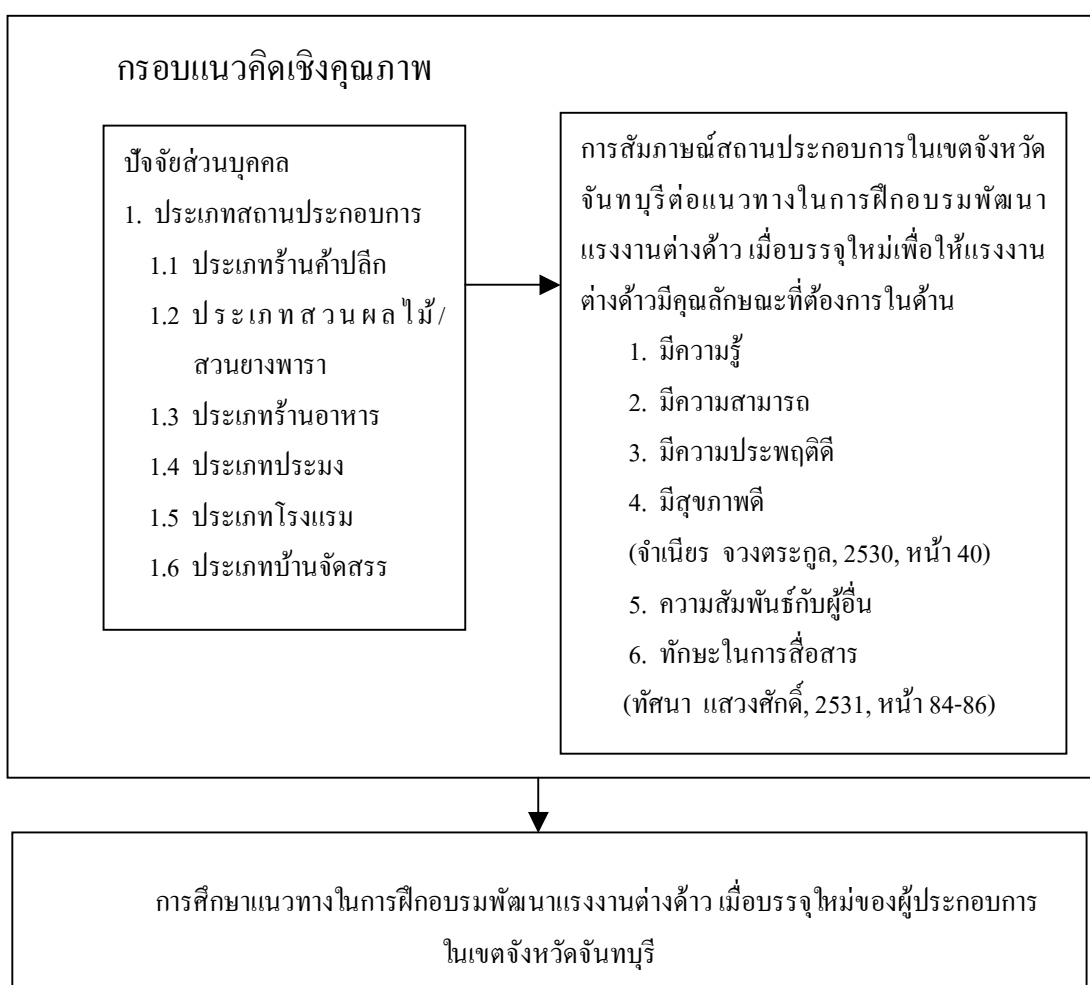 กรอบแนวคิดเชิงคุณภาพ
ปัจจัยส่วนบุคคล
1. ประเภทสถานประกอบการ
1.1 ประเภทร้านค้าปลีก
1.2 ประเภทสวนผลไม้/
สวนยางพารา
1.3 ประเภทร้านอาหาร
1.4 ประเภทประมง
1.5 ประเภทโรงแรม
1.6 ประเภทบ้านจัดสรร
การสัมภาษณ์สถานประกอบการในเขตจังหวัด
จันทบุรีต่อแนวทางในการฝึกอบรมพัฒนา
แรงงานต่างด้าว เมื่อบรรจุใหม่เพื่อให้แรงงาน
ต่างด้าวมีคุณลักษณะที่ต้องการในด้าน
1. มีความรู้
2. มีความสามารถ
3. มีความประพฤติดี
4. มีสุขภาพดี
(จำเนียร จวงตระกูล, 2530, หน้า 40)
5. ความสัมพันธ์กับผู้อื่น
6. ทักษะในการสื่อสาร
(ทัศนา แสวงศักดิ์, 2531, หน้า 84-86)
การศึกษาแนวทางในการฝึกอบรมพัฒนาแรงงานต่างด้าว เมื่อบรรจุใหม่ของผู้ประกอบการ
ในเขตจังหวัดจันทบุรี